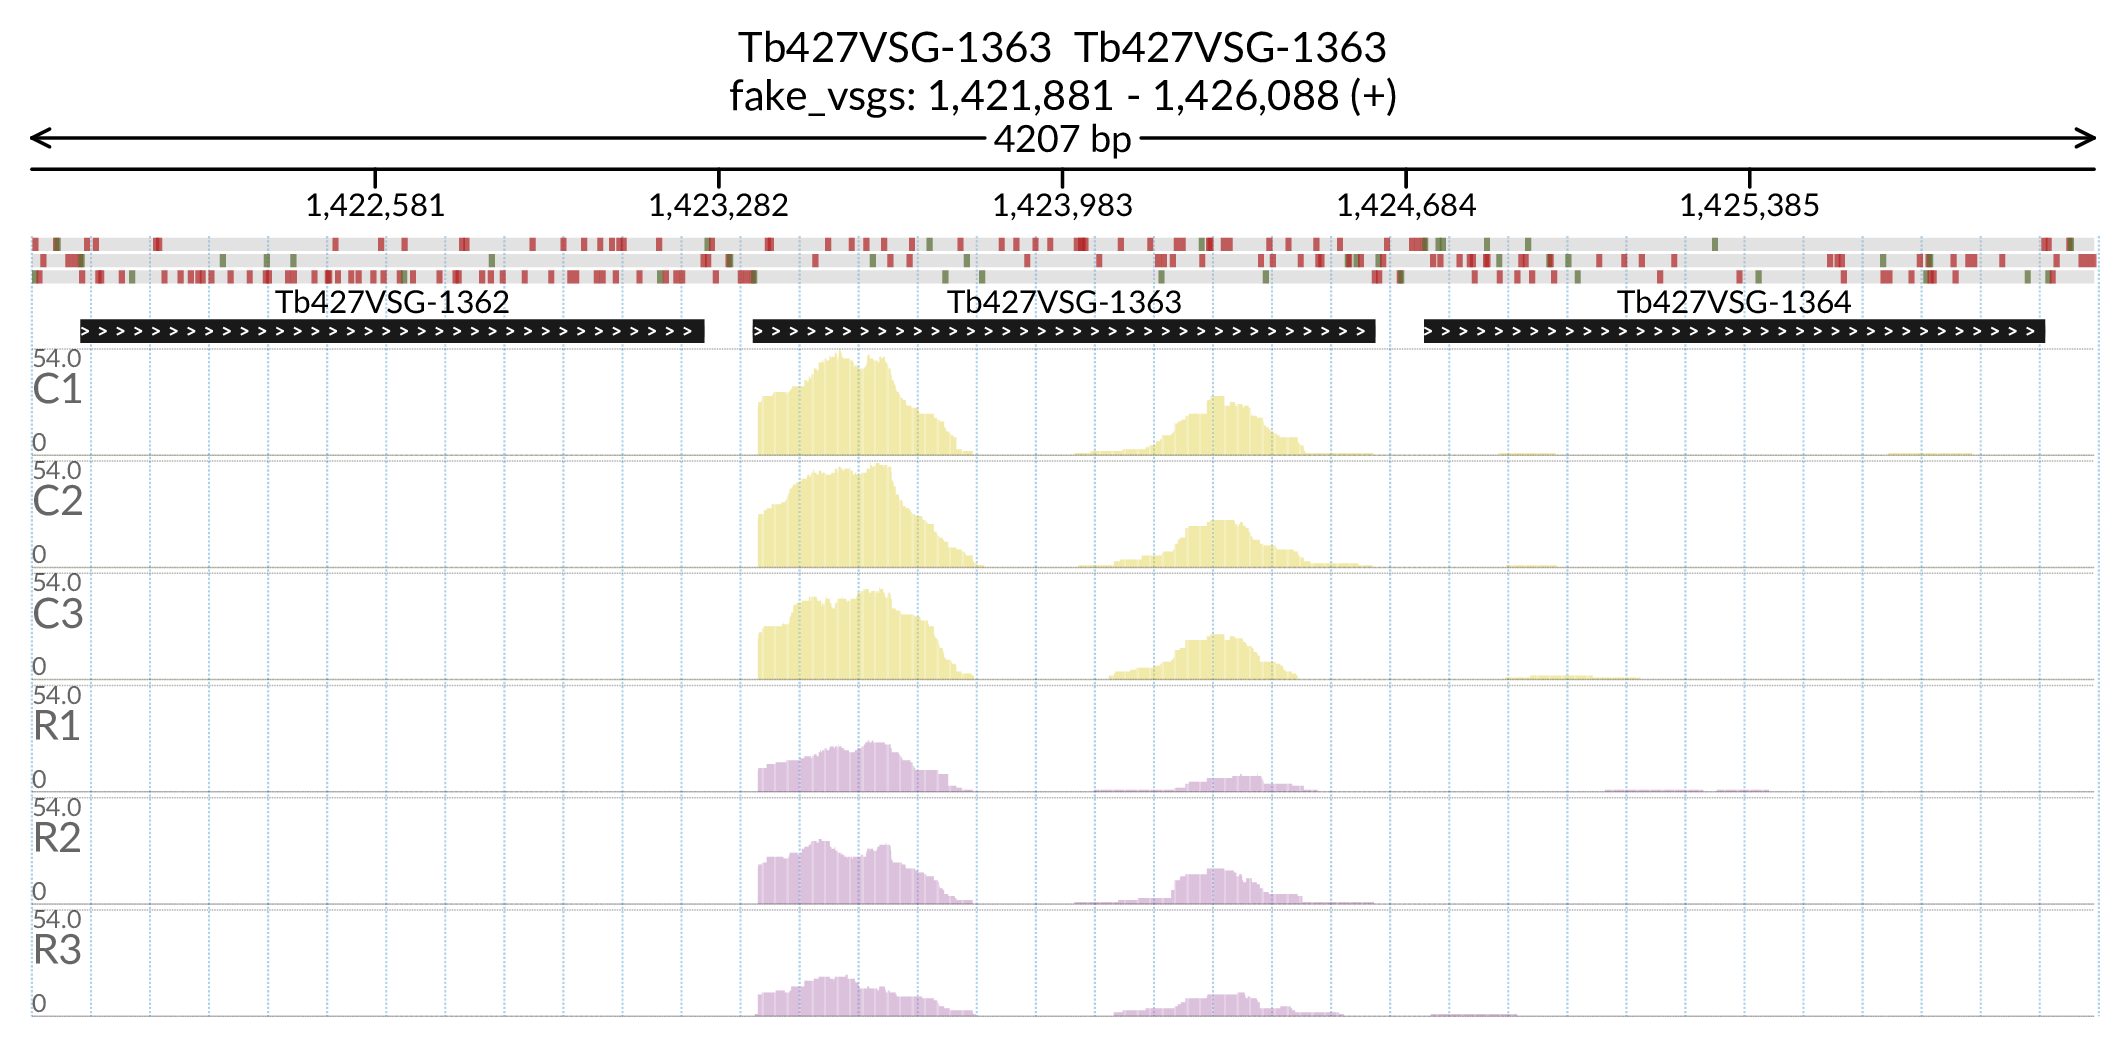 Tb427VSG-1363 Tb427VSG-1363
fake_vsgs: 1,421,881 - 1,426,088 (+)
4207 bp
1,422,581 1,423,282 1,423,983 1,424,684 1,425,385
Tb427VSG-1362 Tb427VSG-1363 Tb427VSG-1364
54.0
C1
0
54.0
C2
0
54.0
C3
0
54.0
R1
0
54.0
R2
0
54.0
R3
0